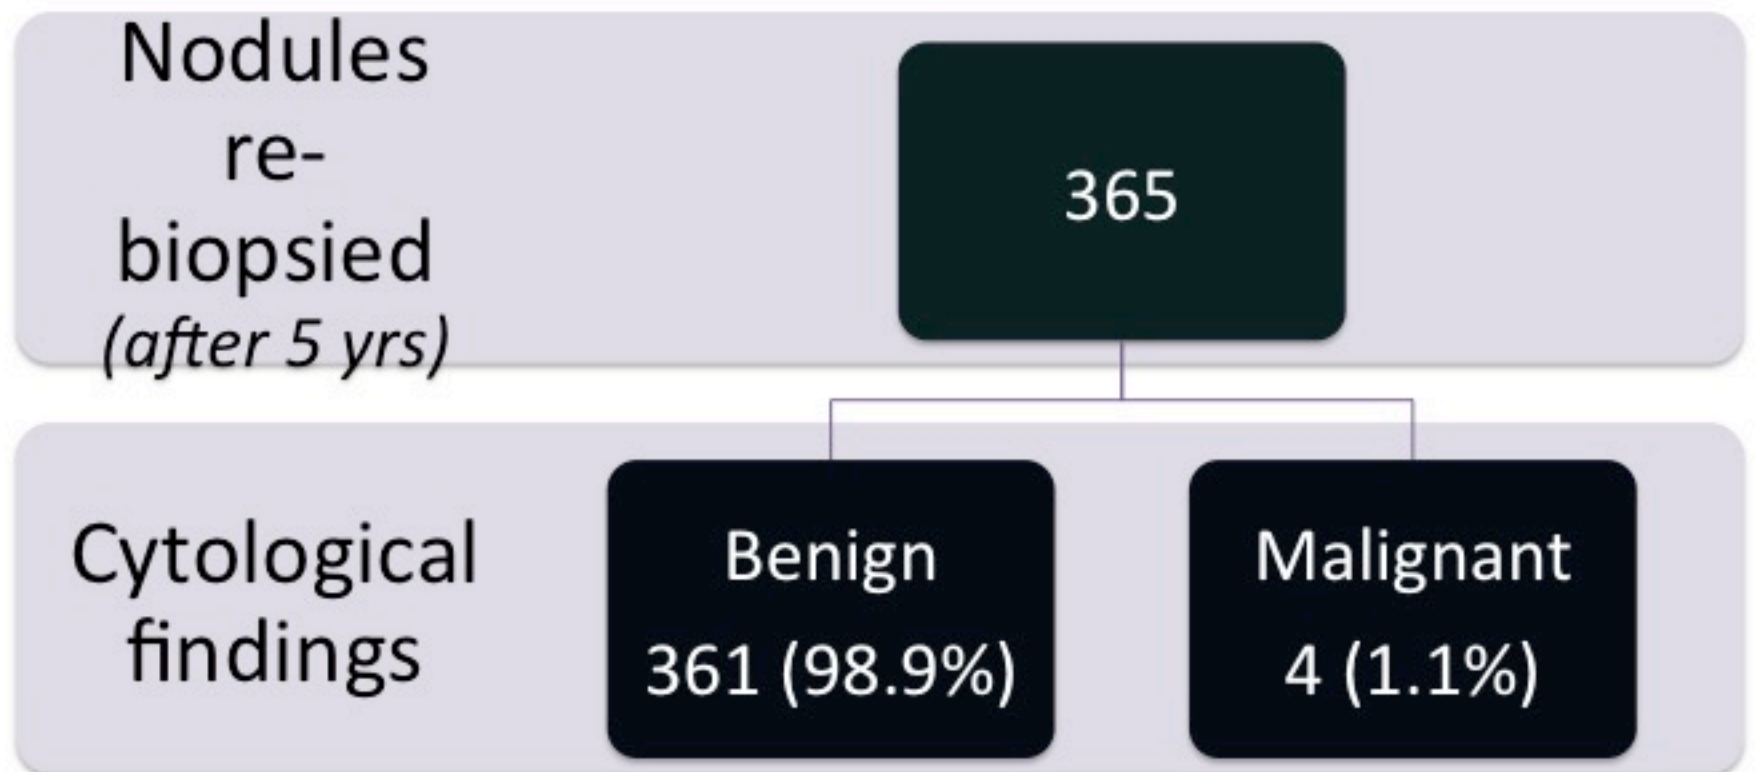 Nodules
re-
biopsied
(after 5 yrs)
365
Cytological
findings
Benign
361 (98.9%)
Malignant
4 (1.1%)